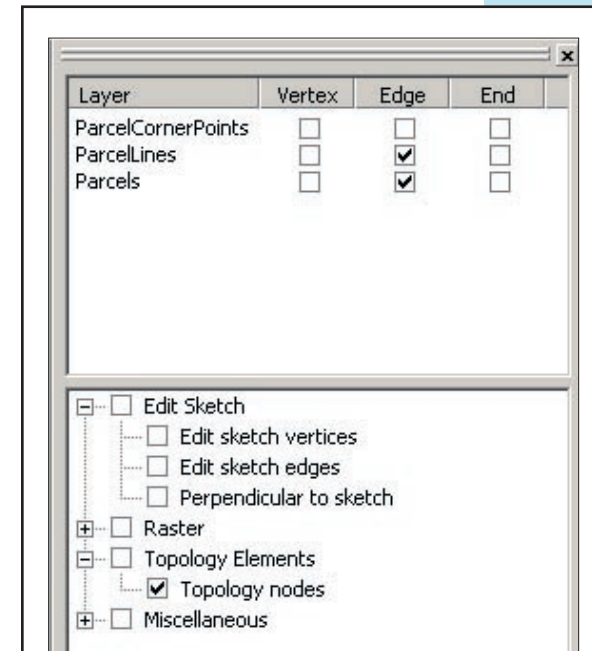 Layer Vertex Edge End
ParcelCornerPoints
ParcelLines
Parcels
Edit Sketch
Edit sketch vertices
Edit sketch edges
Perpendicular to sketch
Raster
Topology Elements
Topology nodes
Miscellaneous